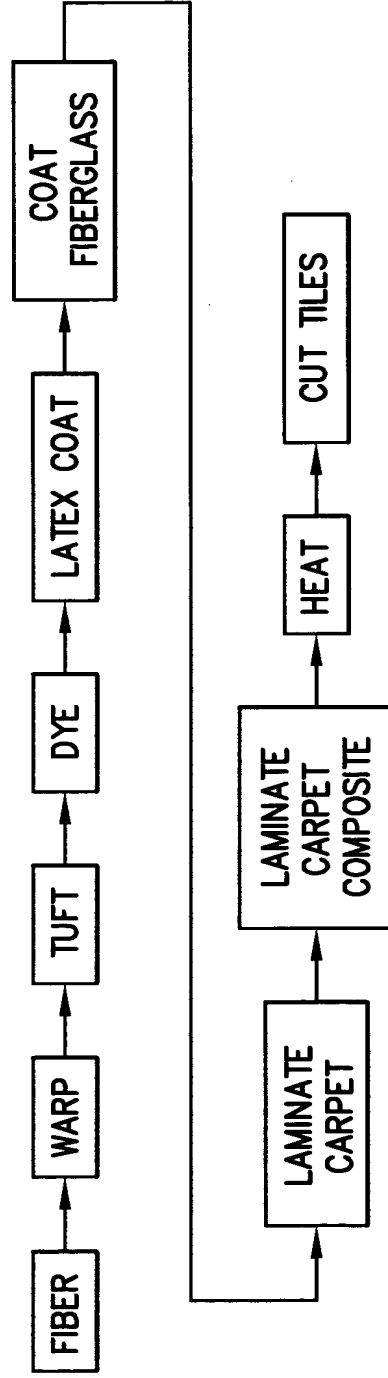 FIBER
WARP
TUFT
DYE
LATEX COAT
COAT
FIBERGLASS
LAMINATE
CARPET
LAMINATE
CARPET
COMPOSITE
HEAT
CUT TILES